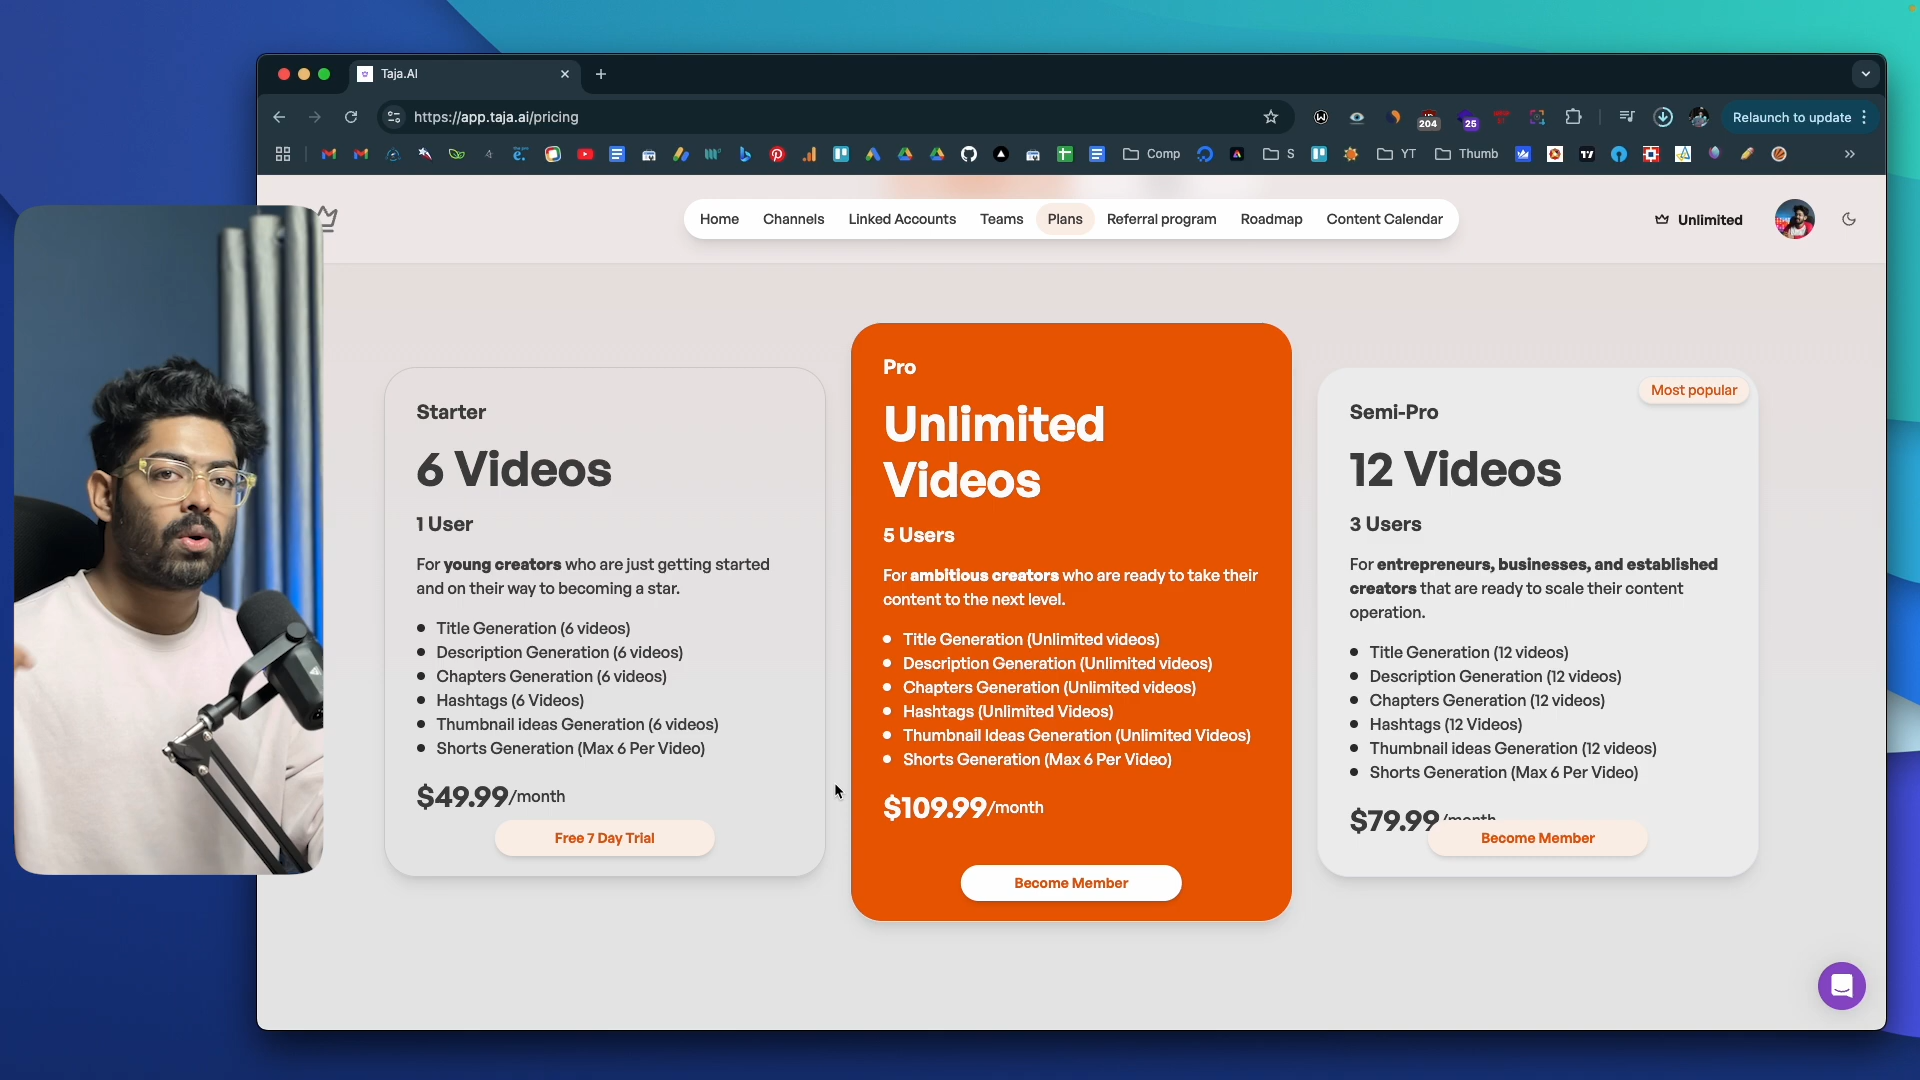 Taja.AI
https://app.taja.ai/pricing
204
25
Relaunch to update
Comp
S
YT
Thumb
Home
Channels
Linked Accounts
Teams
Plans
Referral program
Roadmap
Content Calendar
Unlimited
Starter
6 Videos
1 User
For young creators who are just getting started
and on their way to becoming a star.
Title Generation (6 videos)
Description Generation (6 videos)
Chapters Generation (6 videos)
Hashtags (6 Videos)
Thumbnail ideas Generation (6 videos)
Shorts Generation (Max 6 Per Video)
$49.99/month
Free 7 Day Trial
Pro
Unlimited
Videos
5 Users
For ambitious creators who are ready to take their
content to the next level.
Title Generation (Unlimited videos)
Description Generation (Unlimited videos)
Chapters Generation (Unlimited videos)
Hashtags (Unlimited Videos)
Thumbnail Ideas Generation (Unlimited Videos)
Shorts Generation (Max 6 Per Video)
$109.99/month
Become Member
Most popular
Semi-Pro
12 Videos
3 Users
For entrepreneurs, businesses, and established
creators that are ready to scale their content
operation.
Title Generation (12 videos)
Description Generation (12 videos)
Chapters Generation (12 videos)
Hashtags (12 Videos)
Thumbnail ideas Generation (12 videos)
Shorts Generation (Max 6 Per Video)
$79.99/month
Become Member